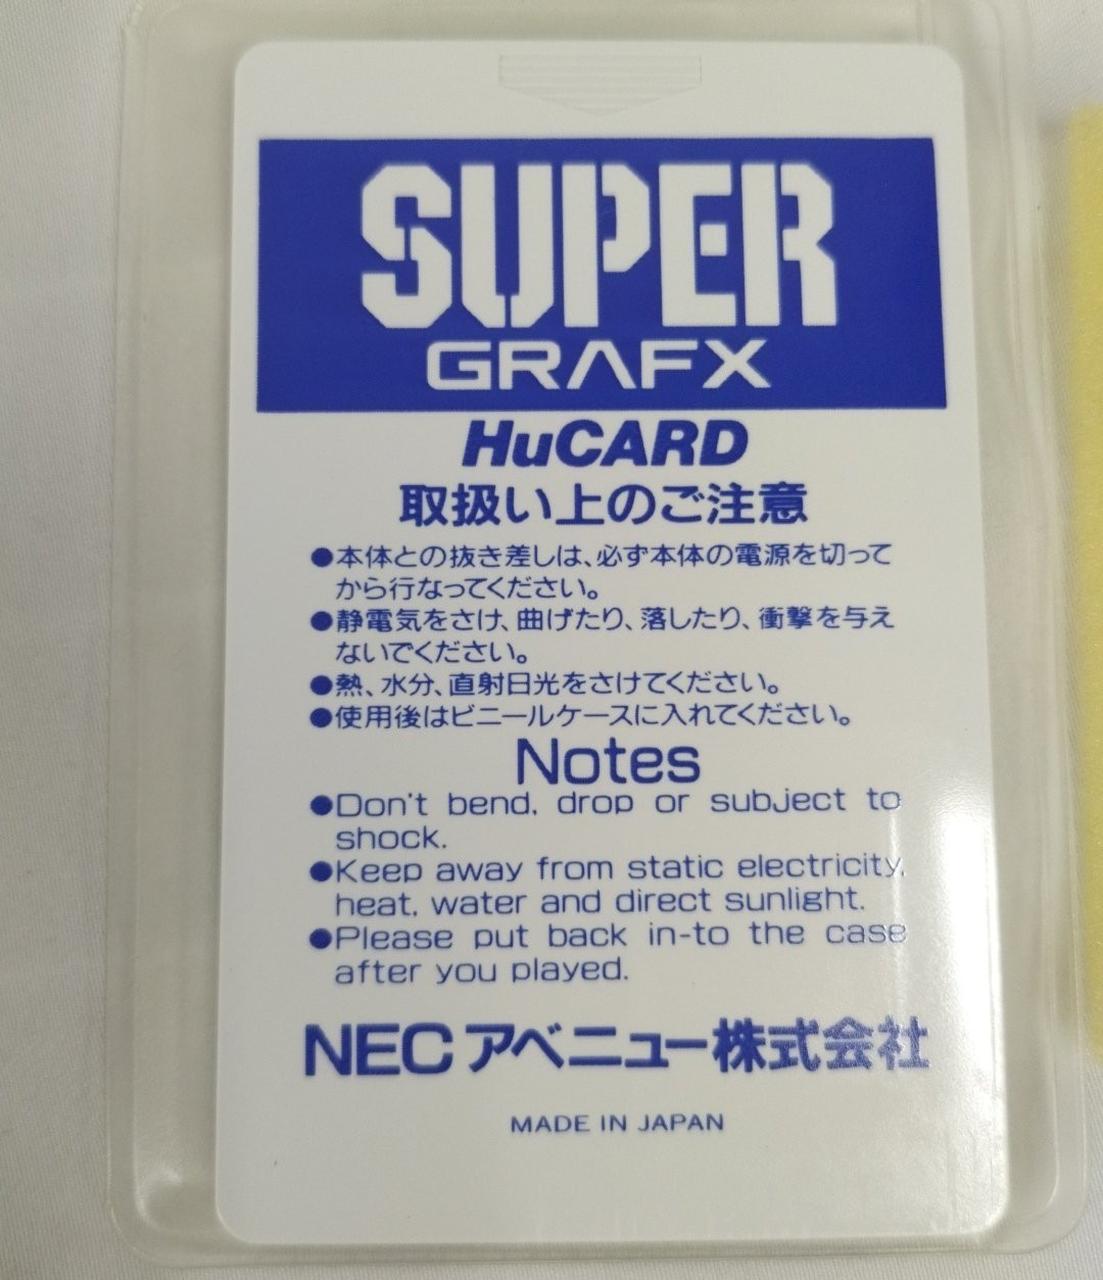 SUPER
GRAFX
HuCARD
取扱い上のご注意
●本体との抜き差しは、必ず本体の電源を切って
から行なってください。
●静電気をさけ、曲げたり、落したり、衝撃を与え
ないでください。
●熱、水分、直射日光をさけてください。
●使用後はビニールケースに入れてください。
Notes
●Don't bend, drop or subject to
shock.
●Keep away from static electricity,
heat, water and direct sunlight.
●Please put back in-to the case
after you played.
NECアベニュー株式会社
MADE IN JAPAN